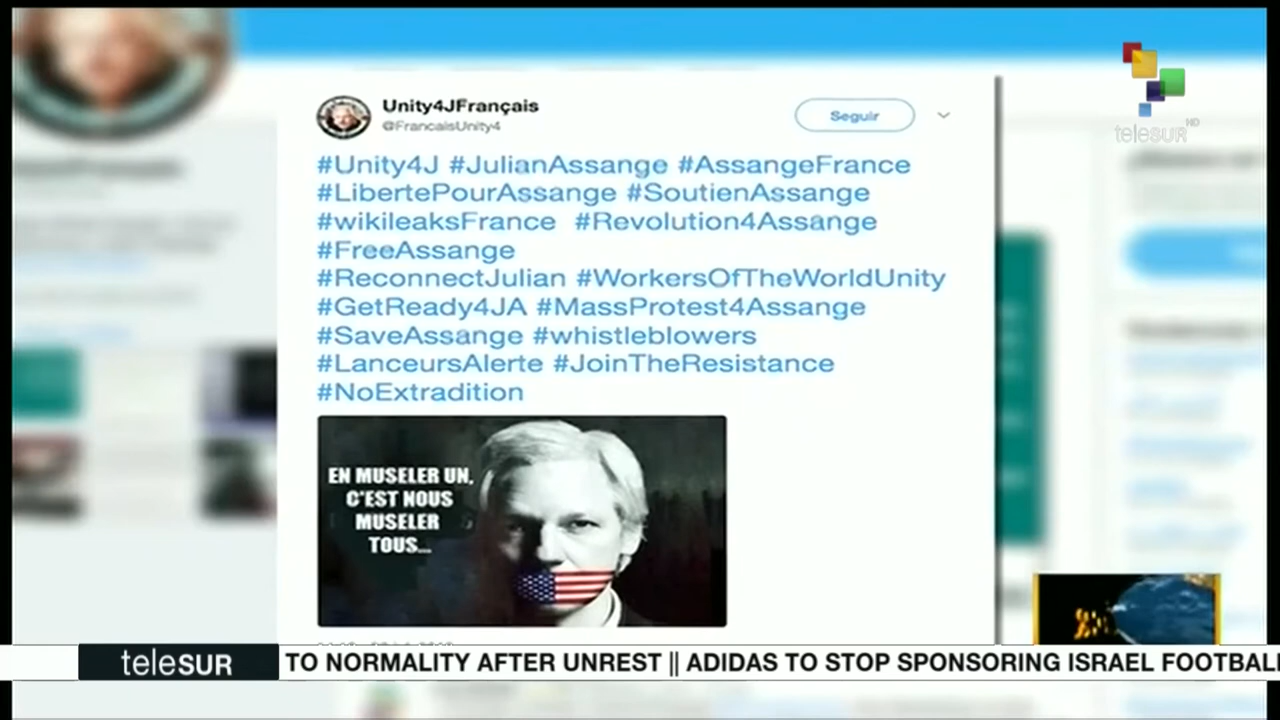 Unity4JFrançais
@FrancaisUnity4
Seguir
#Unity4J #JulianAssange #AssangeFrance
#LibertePourAssange #SoutienAssange
#wikileaksFrance #Revolution4Assange
#FreeAssange
#ReconnectJulian #WorkersOfTheWorldUnity
#GetReady4JA #MassProtest4Assange
#SaveAssange #whistleblowers
#LanceursAlerte #JoinTheResistance
#NoExtradition
EN MUSELER UN,
C'EST NOUS
MUSELER
TOUS...
teleSUR HD
teleSUR
TO NORMALITY AFTER UNREST || ADIDAS TO STOP SPONSORING ISRAEL FOOTBALL